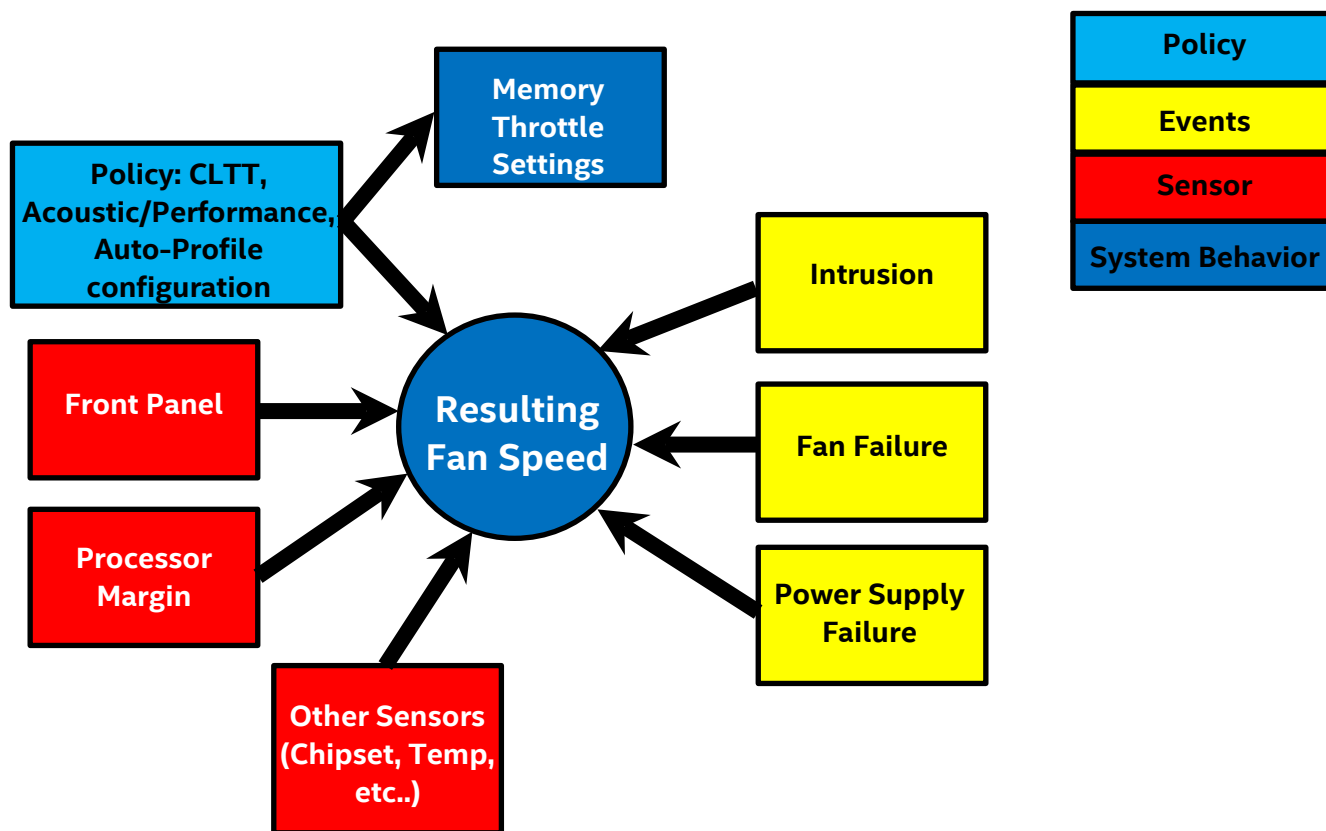 Memory
Throttle
Settings
Policy: CLTT,
Acoustic/Performance,
Auto-Profile
configuration
Front Panel
Processor
Margin
Other Sensors
(Chipset, Temp,
etc..)
Resulting
Fan Speed
Intrusion
Fan Failure
Power Supply
Failure
Policy
Events
Sensor
System Behavior